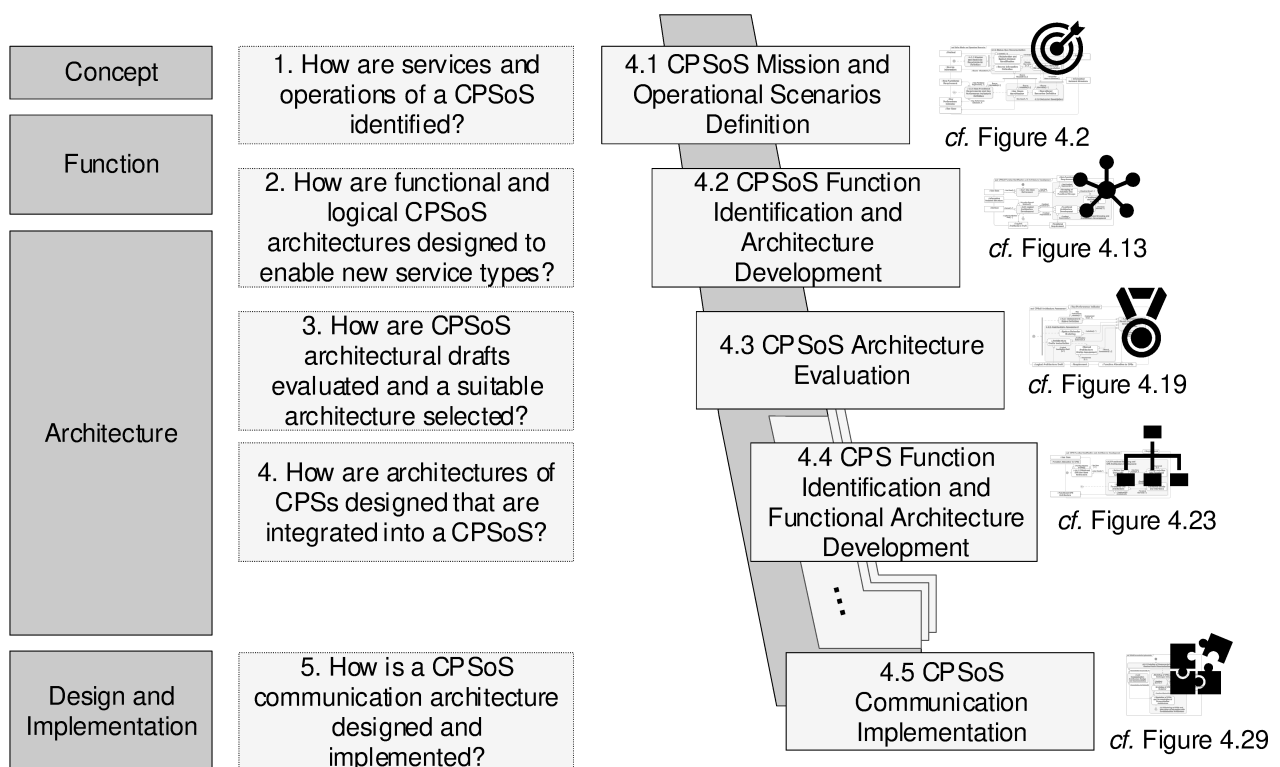 Concept
Function
Architecture
Design and
Implementation
1. How are services and
operations of a CPSoS
identified?
2. How are functional and
logical CPSoS
architectures designed to
enable new service types?
3. How are CPSoS
architectural drafts
evaluated and a suitable
architecture selected?
4. How are architectures of
CPSs designed that are
integrated into a CPSoS?
5. How is a CPSoS
communication architecture
designed and
implemented?
4.1 CPSoS Mission and
Operational Scenarios
Definition
4.2 CPSoS Function
Identification and
Architecture
Development
4.3 CPSoS Architecture
Evaluation
4.4 CPS Function
Identification and
Functional Architecture
Development
...
4.5 CPSoS
Communication
Implementation
cf. Figure 4.2
cf. Figure 4.13
cf. Figure 4.19
cf. Figure 4.23
cf. Figure 4.29